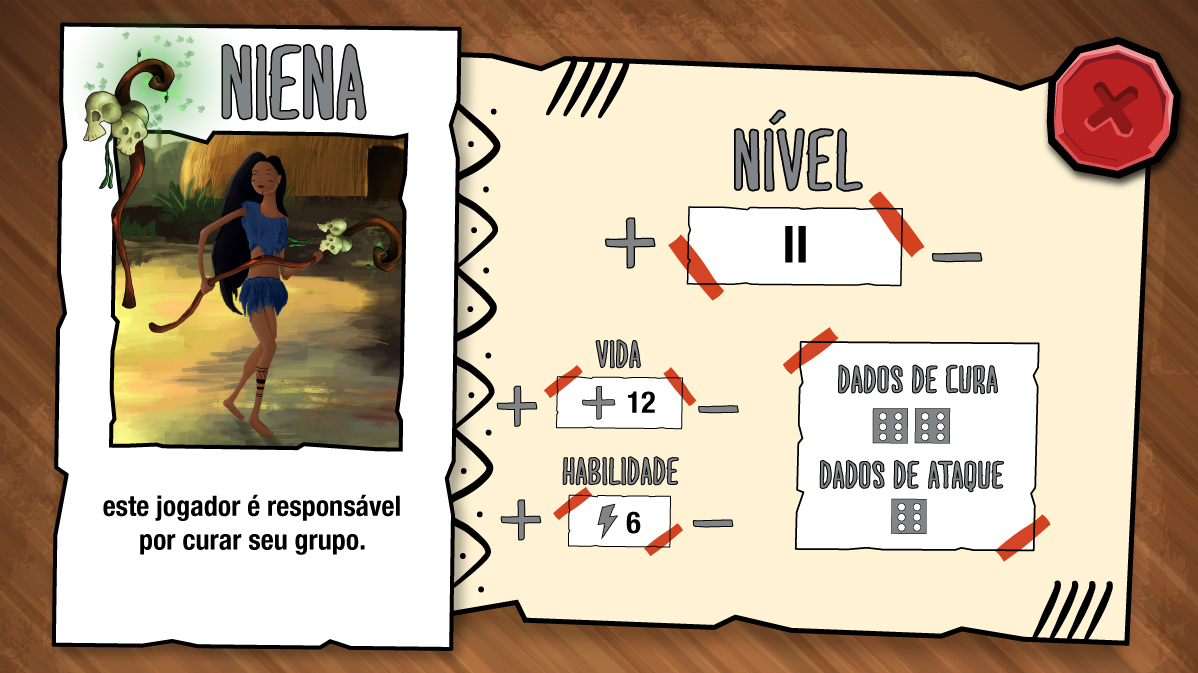 NIENA
este jogador é responsável
por curar seu grupo.
NÍVEL
+ II −
VIDA
+ + 12 −
HABILIDADE
+ 6 −
DADOS DE CURA
DADOS DE ATAQUE